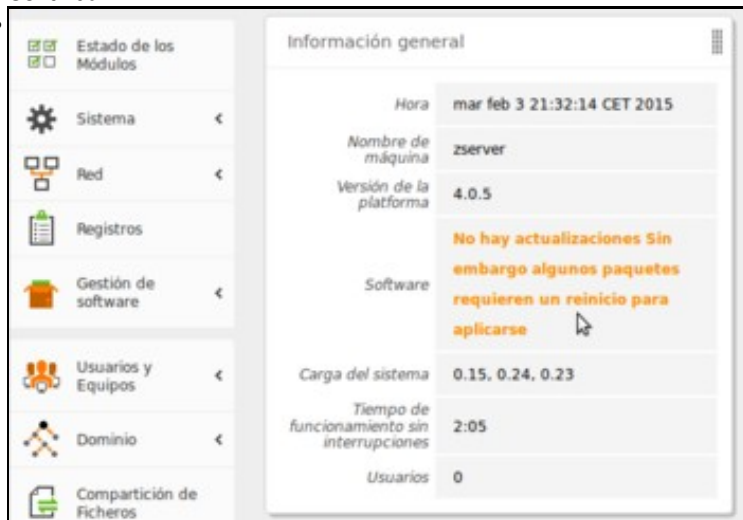 Estado de los
Módulos
Sistema
Red
Registros
Gestión de
software
Usuarios y
Equipos
Dominio
Compartición de
Ficheros
Información general
Hora
mar feb 3 21:32:14 CET 2015
Nombre de
máquina
zserver
Versión de la
platforma
4.0.5
Software
No hay actualizaciones Sin
embargo algunos paquetes
requieren un reinicio para
aplicarse
Carga del sistema
0.15, 0.24, 0.23
Tiempo de
funcionamiento sin
interrupciones
2:05
Usuarios
0